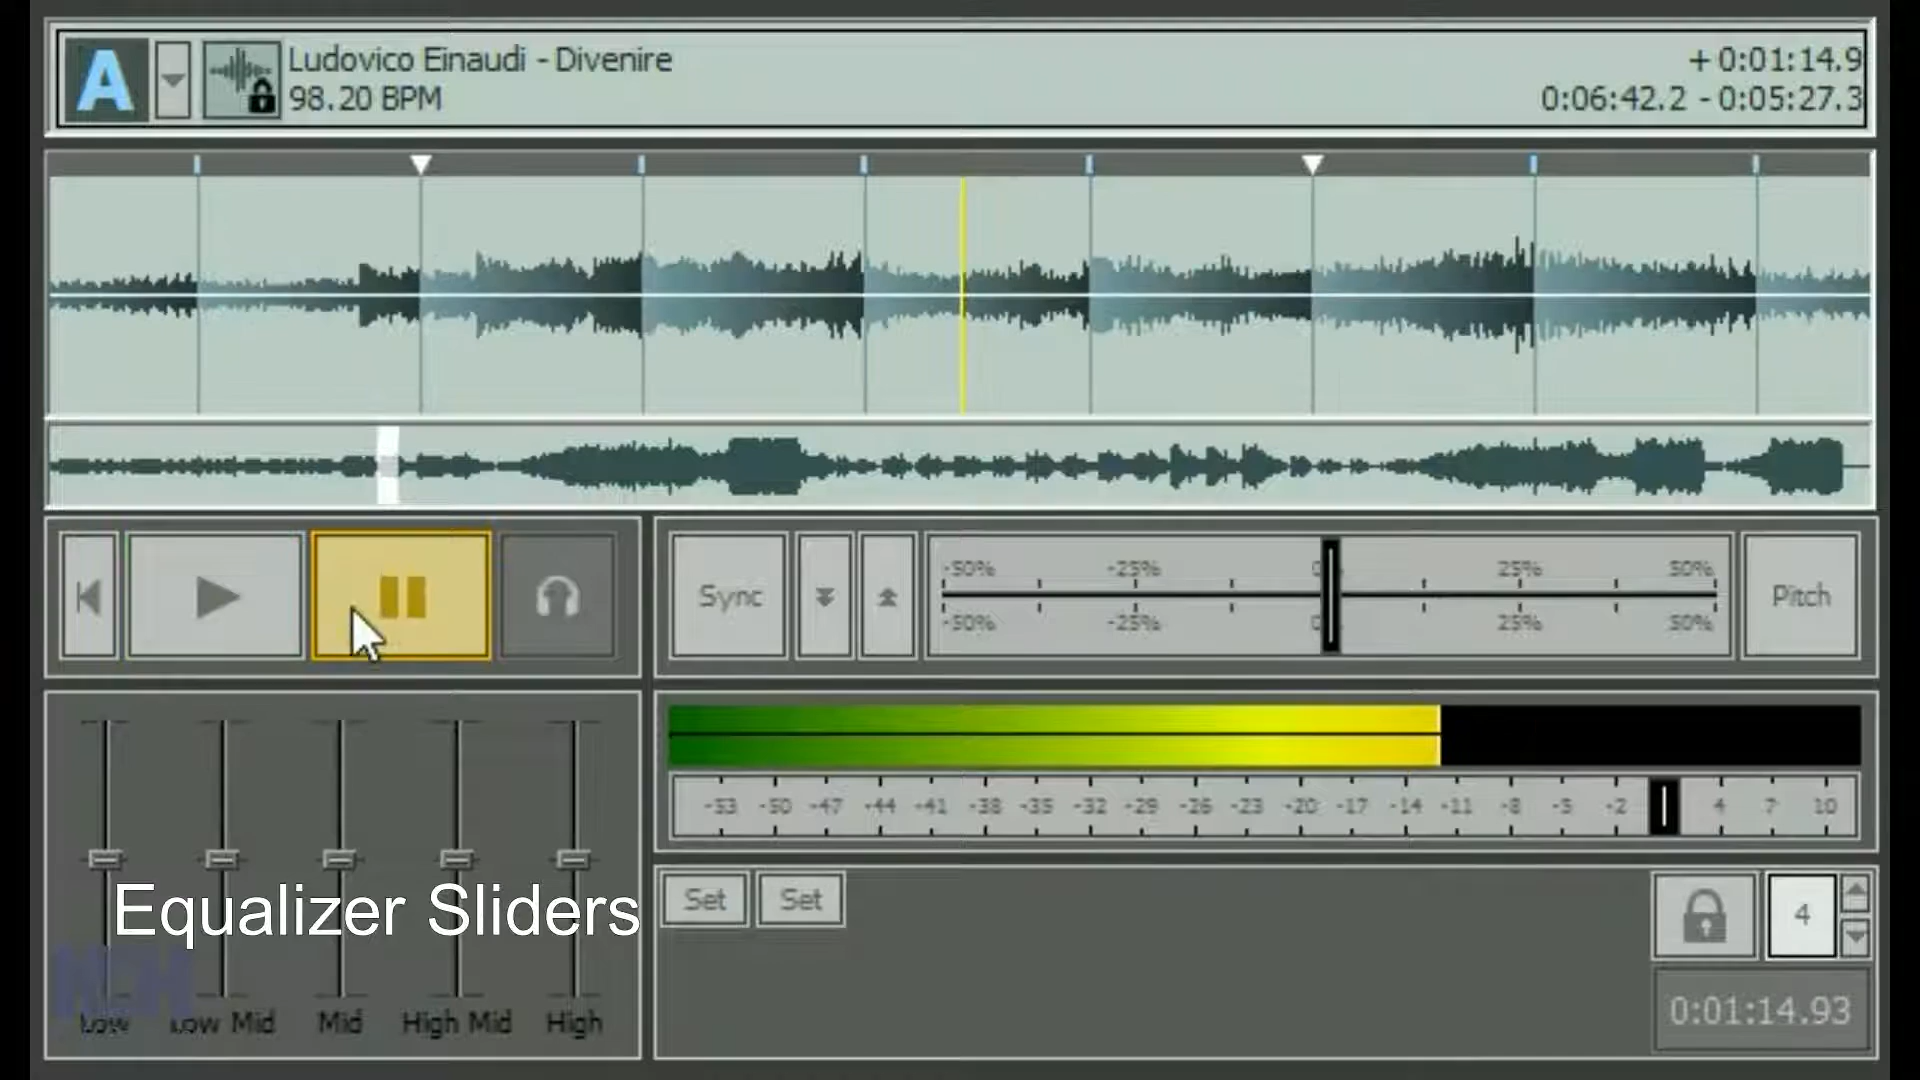 A
Ludovico Einaudi - Divenire
98.20 BPM
+ 0:01:14.9
0:06:42.2 - 0:05:27.3
Sync
-50% -25% 25% 50%
-50% -25% 25% 50%
Pitch
-53 -50 -47 -44 -41 -38 -35 -32 -29 -26 -23 -20 -17 -14 -11 -8 -5 -2 4 7 10
Equalizer Sliders
Low Low Mid Mid High Mid High
Set Set
4
0:01:14.93